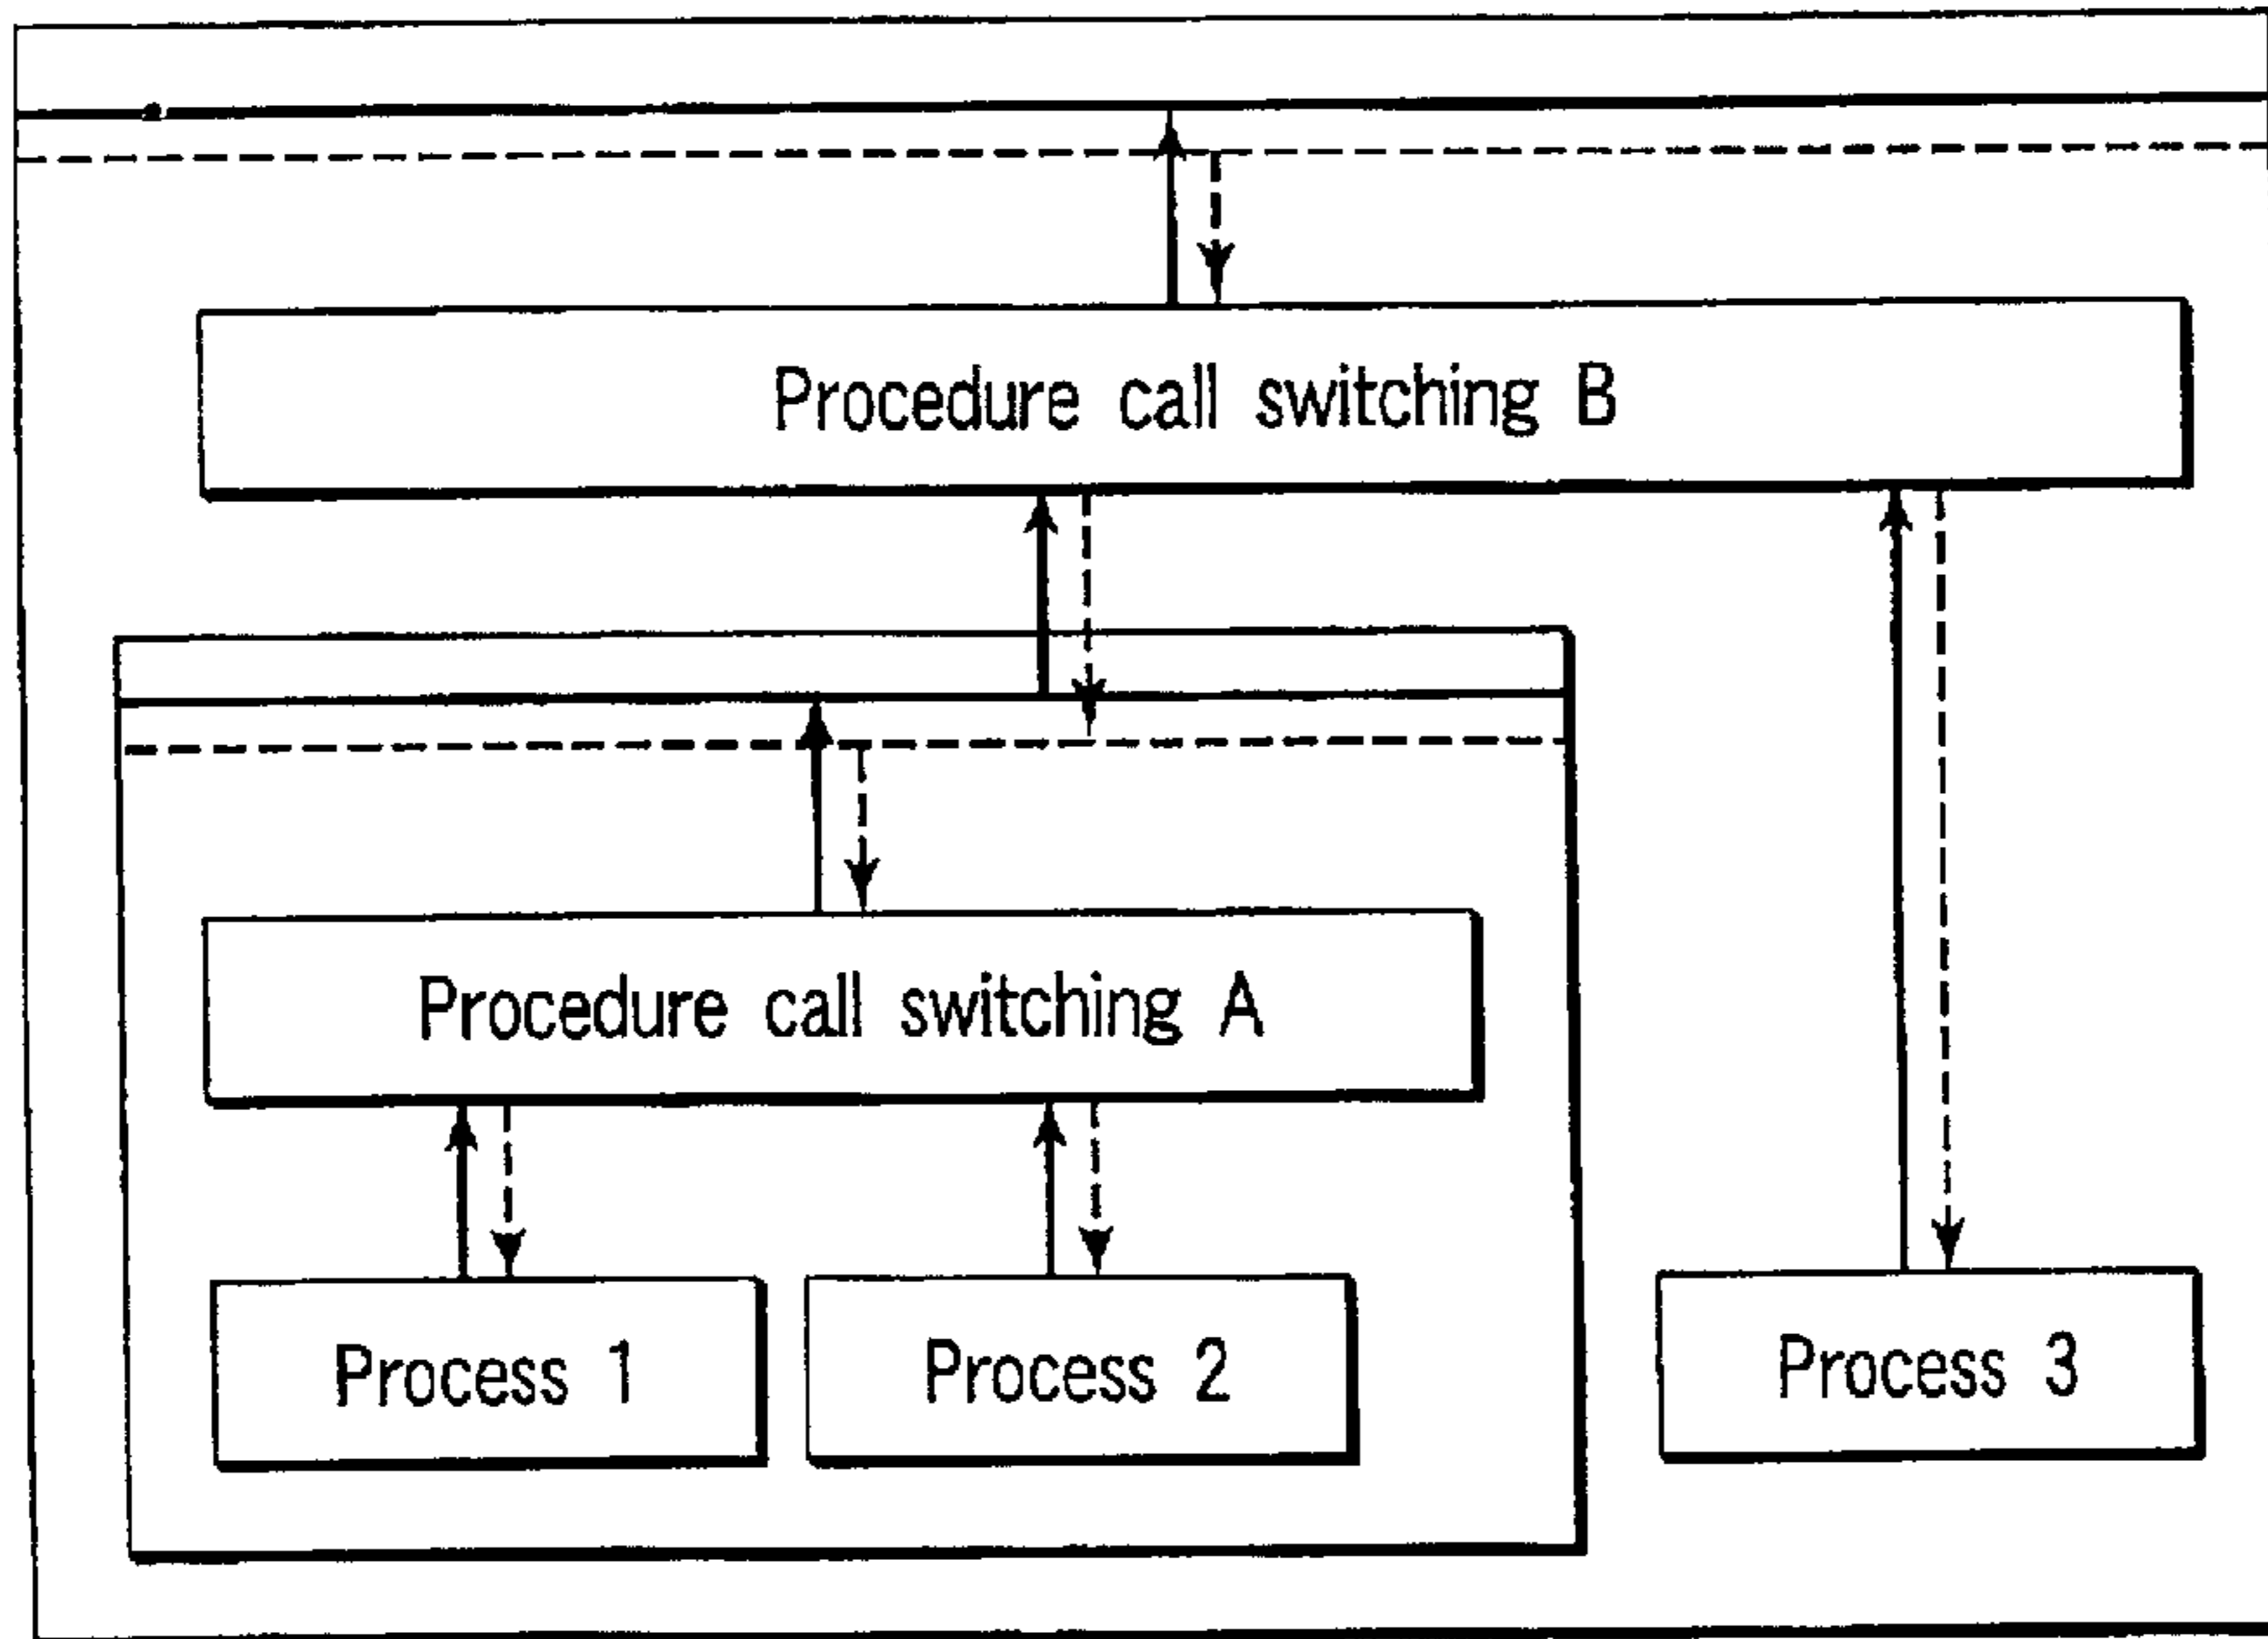 Procedure call switching B
Procedure call switching A
Process 1
Process 2
Process 3